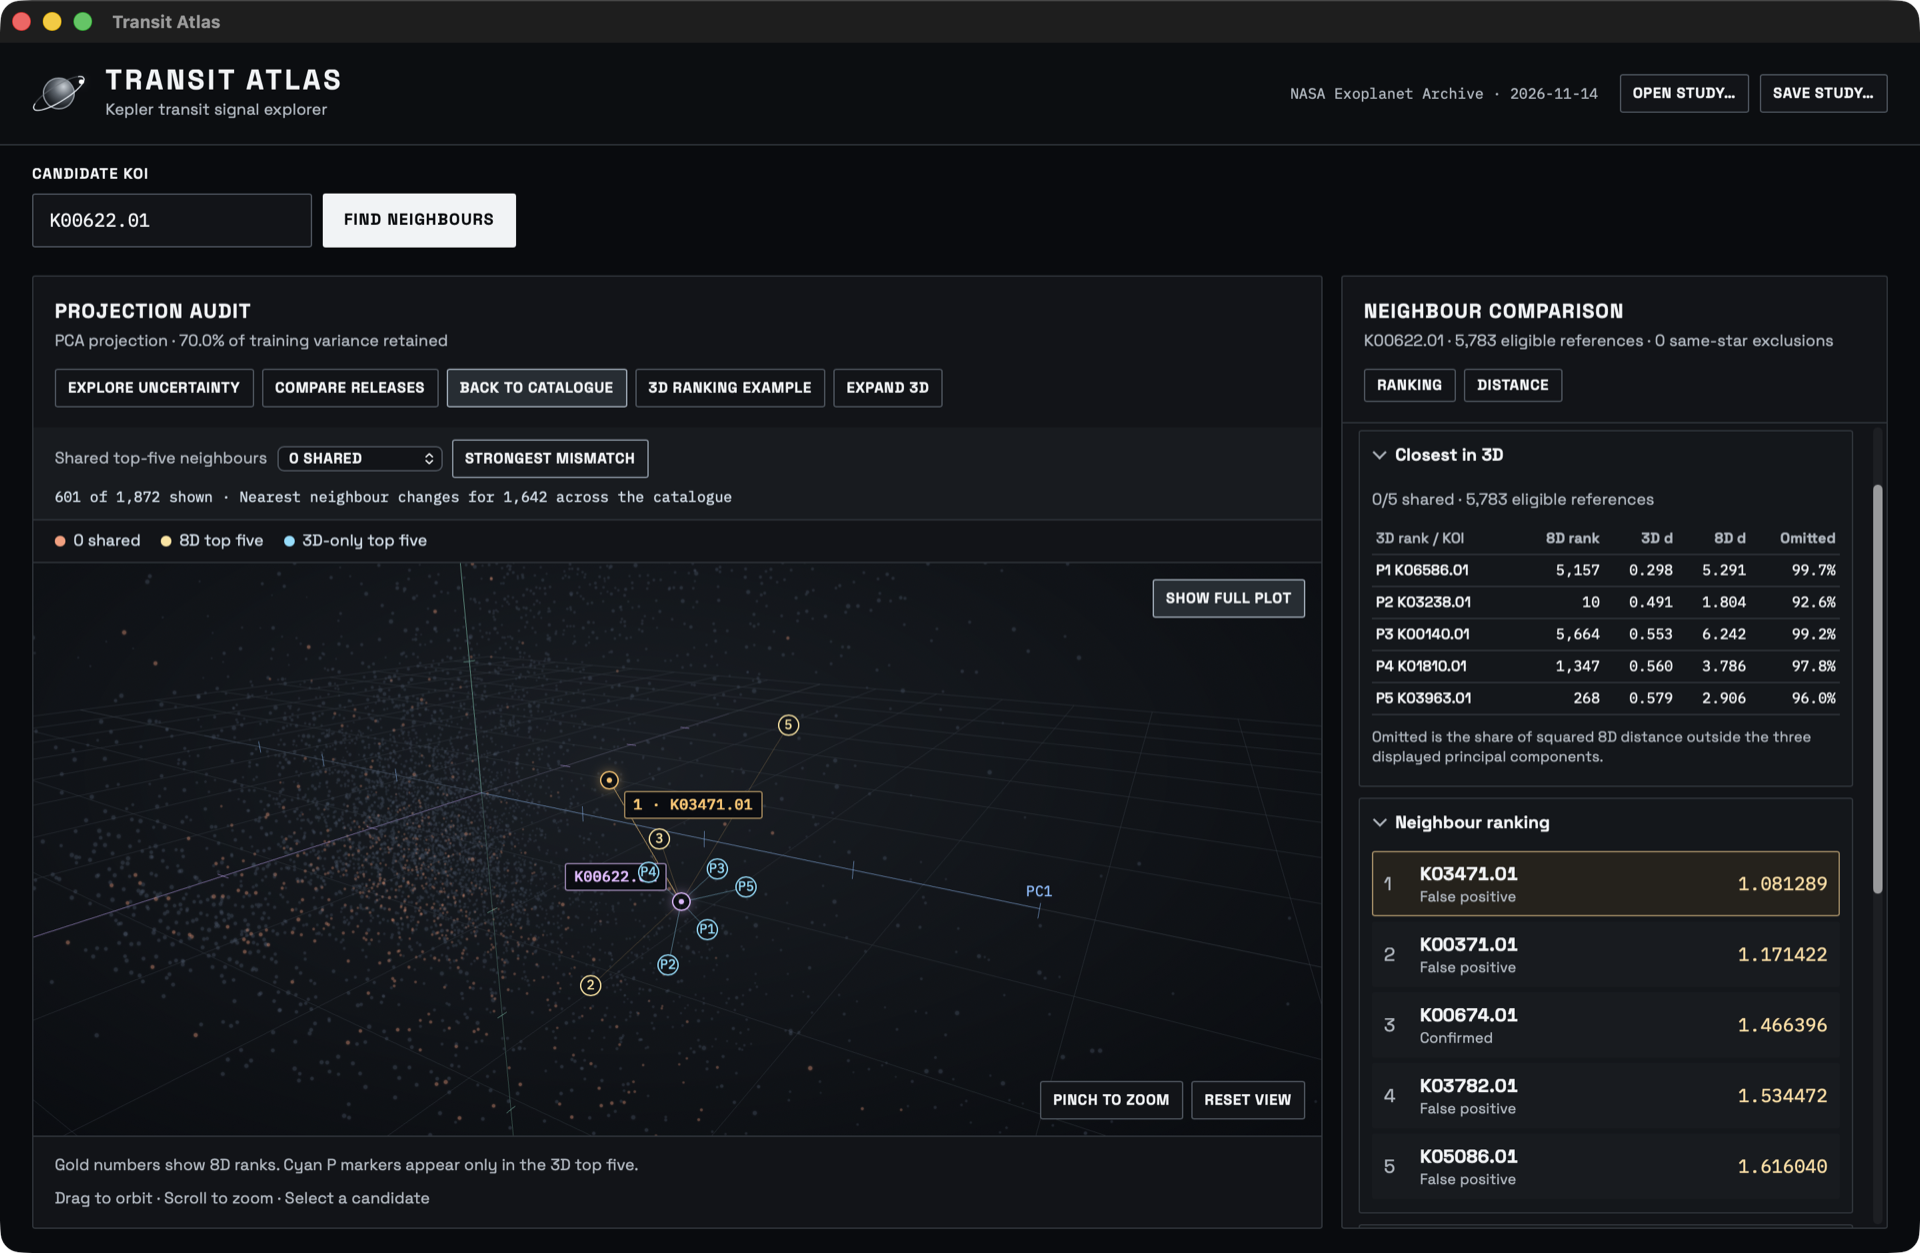 Transit Atlas
TRANSIT ATLAS
Kepler transit signal explorer
NASA Exoplanet Archive · 2026-11-14
OPEN STUDY…
SAVE STUDY…
CANDIDATE KOI
K00622.01
FIND NEIGHBOURS
PROJECTION AUDIT
PCA projection · 70.0% of training variance retained
EXPLORE UNCERTAINTY
COMPARE RELEASES
BACK TO CATALOGUE
3D RANKING EXAMPLE
EXPAND 3D
Shared top-five neighbours
0 SHARED
STRONGEST MISMATCH
601 of 1,872 shown · Nearest neighbour changes for 1,642 across the catalogue
0 shared
8D top five
3D-only top five
SHOW FULL PLOT
5
1 · K03471.01
3
K00622.
P4
P3
P5
PC1
P1
P2
2
PINCH TO ZOOM
RESET VIEW
Gold numbers show 8D ranks. Cyan P markers appear only in the 3D top five.
Drag to orbit · Scroll to zoom · Select a candidate
NEIGHBOUR COMPARISON
K00622.01 · 5,783 eligible references · 0 same-star exclusions
RANKING
DISTANCE
Closest in 3D
0/5 shared · 5,783 eligible references
3D rank / KOI 8D rank 3D d 8D d Omitted
P1 K06586.01 5,157 0.298 5.291 99.7%
P2 K03238.01 10 0.491 1.804 92.6%
P3 K00140.01 5,664 0.553 6.242 99.2%
P4 K01810.01 1,347 0.560 3.786 97.8%
P5 K03963.01 268 0.579 2.906 96.0%
Omitted is the share of squared 8D distance outside the three
displayed principal components.
Neighbour ranking
1 K03471.01 1.081289
False positive
2 K00371.01 1.171422
False positive
3 K00674.01 1.466396
Confirmed
4 K03782.01 1.534472
False positive
5 K05086.01 1.616040
False positive